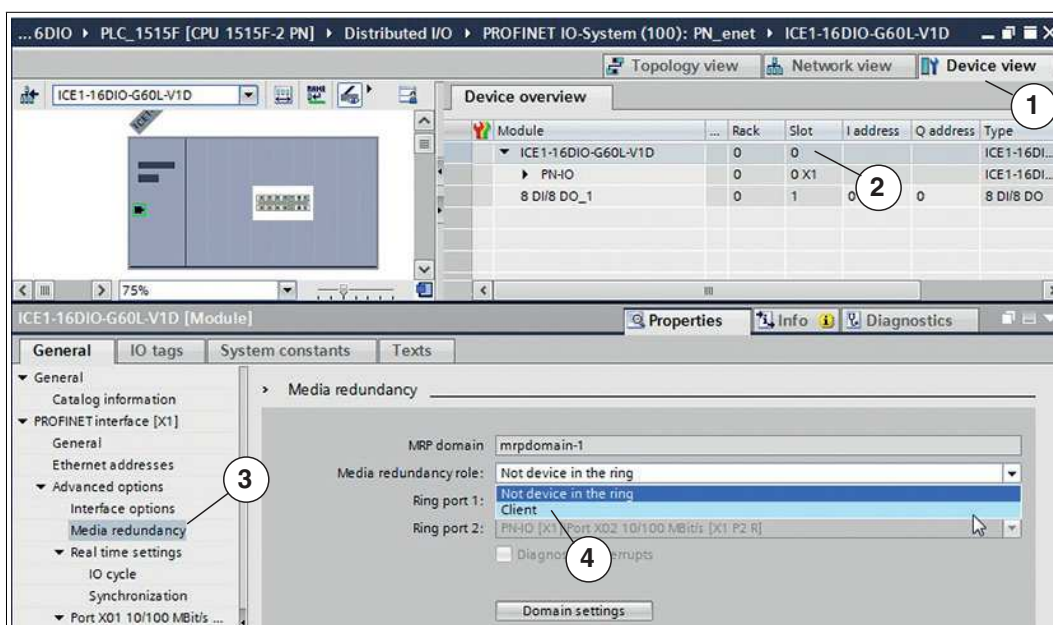 ...6DIO ▸ PLC_1515F [CPU 1515F-2 PN] ▸ Distributed I/O ▸ PROFINET IO-System (100): PN_enet ▸ ICE1-16DIO-G60L-V1D
Topology view Network view Device view
1
ICE1-16DIO-G60L-V1D
Device overview
Module ... Rack Slot I address Q address Type
ICE1-16DIO-G60L-V1D 0 0 ICE1-16DI...
PN-IO 0 0 X1 ICE1-16DI...
2
8 DI/8 DO_1 0 1 0 0 8 DI/8 DO
75%
ICE1-16DIO-G60L-V1D [Module]
Properties Info Diagnostics
General IO tags System constants Texts
General
Catalog information
PROFINET interface [X1]
General
Ethernet addresses
Advanced options
Interface options
Media redundancy
Real time settings
IO cycle
Synchronization
Port X01 10/100 MBit/s ...
3
Media redundancy
MRP domain mrpdomain-1
Media redundancy role: Not device in the ring
Not device in the ring
Ring port 1:
Client
Ring port 2: PN-IO [X1] Port X02 10/100 MBit/s [X1 P2 R]
4
Domain settings